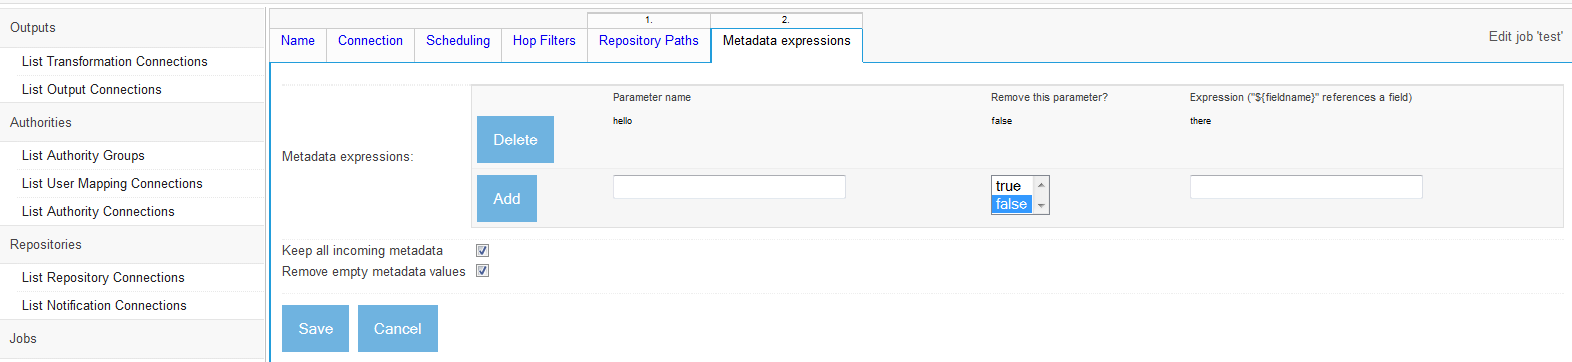 Outputs
List Transformation Connections
List Output Connections
Authorities
List Authority Groups
List User Mapping Connections
List Authority Connections
Repositories
List Repository Connections
List Notification Connections
Jobs
1. 2.
Name Connection Scheduling Hop Filters Repository Paths Metadata expressions
Edit job 'test'
Metadata expressions:
Parameter name Remove this parameter? Expression ("${fieldname}" references a field)
Delete hello false there
Add true
false
Keep all incoming metadata
Remove empty metadata values
Save Cancel